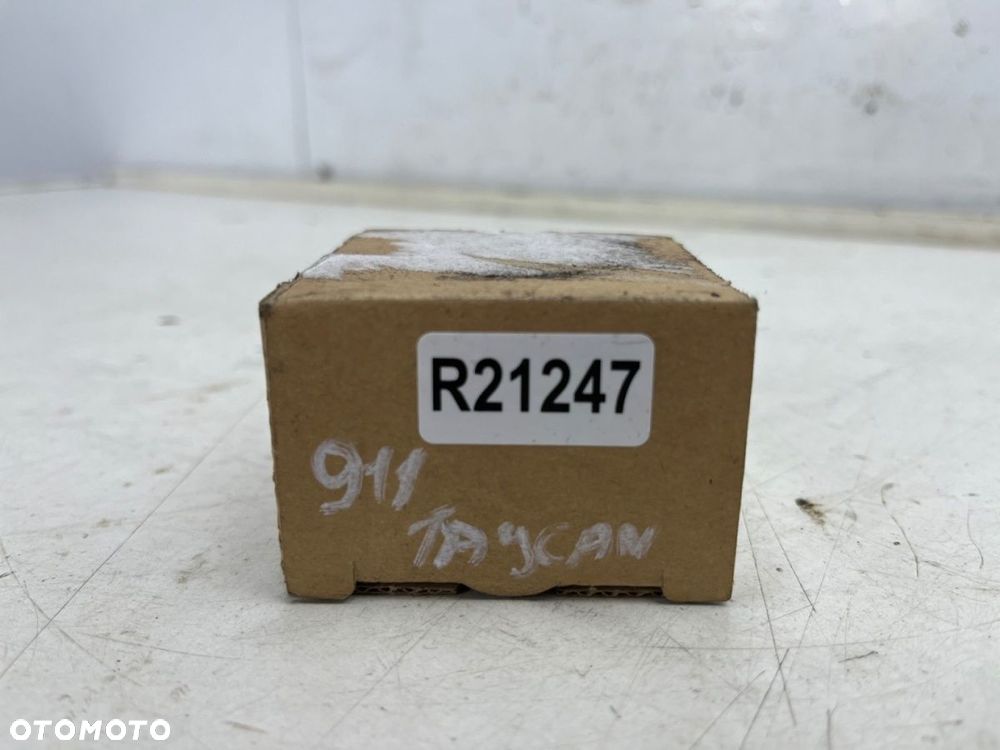 R21247
911
TAYCAN
OTOMOTO